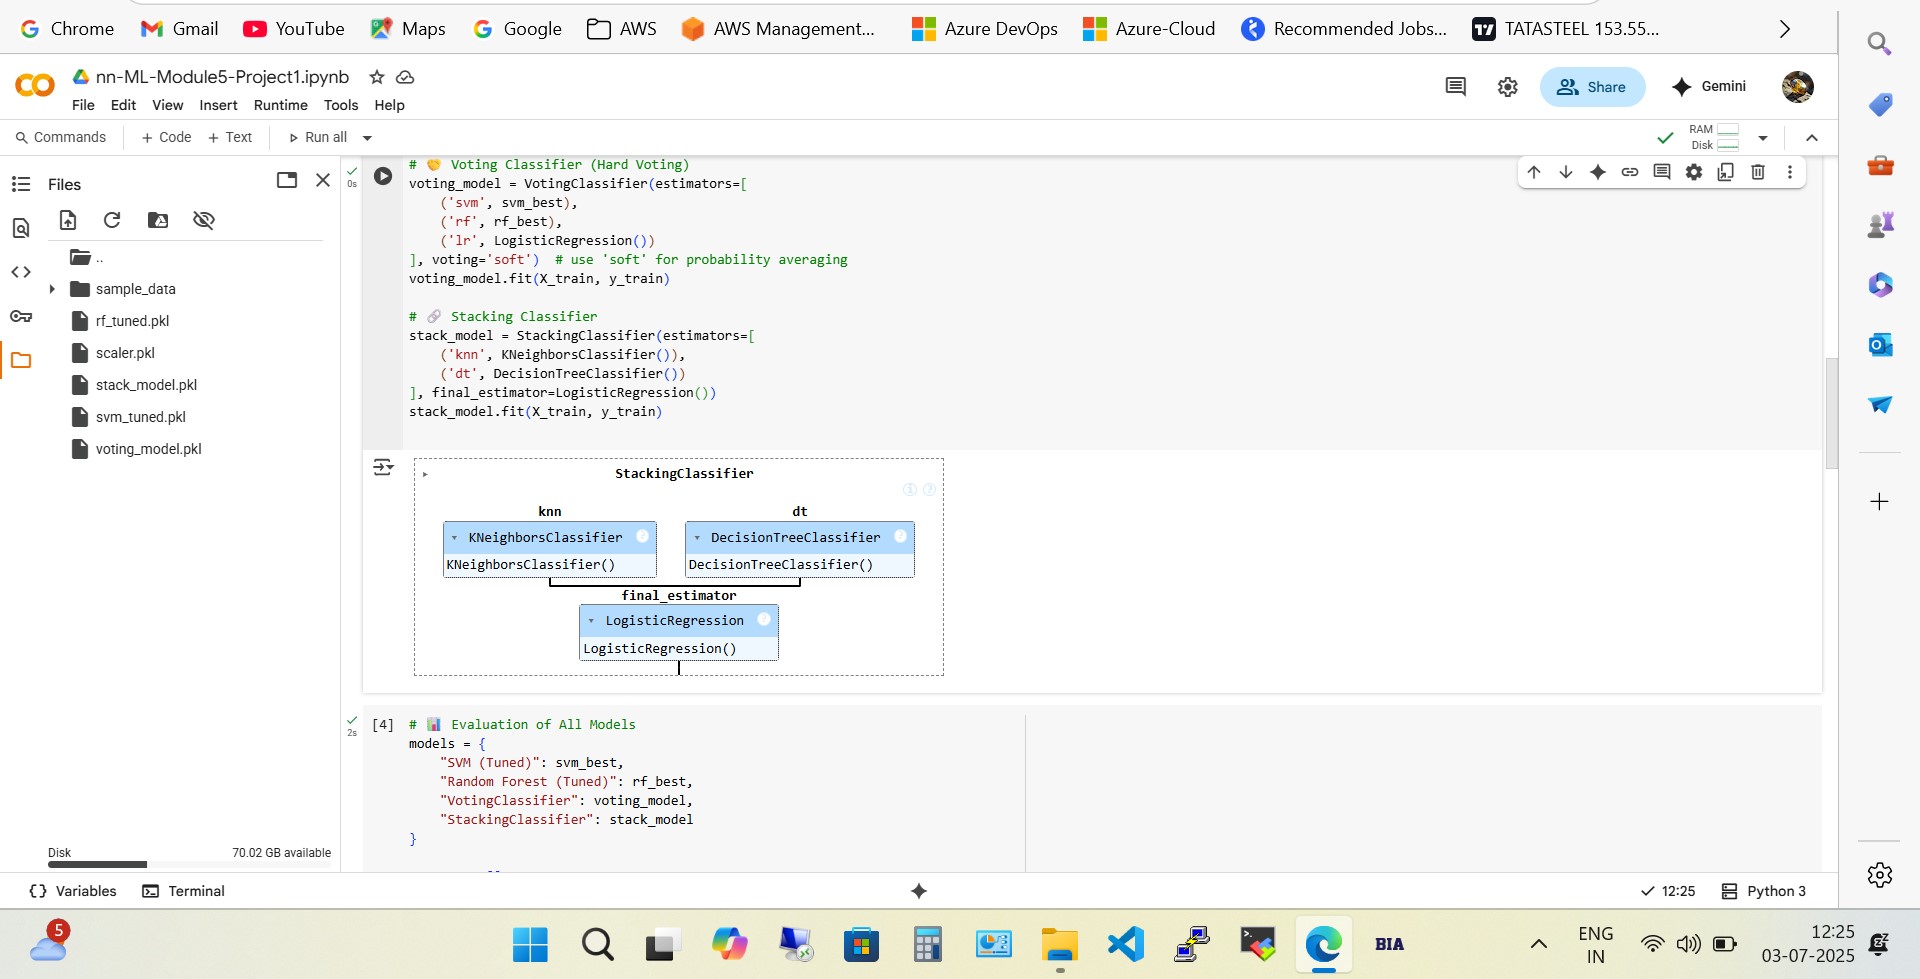 Chrome Gmail YouTube Maps Google AWS AWS Management... Azure DevOps Azure-Cloud Recommended Jobs... TATASTEEL 153.55...
nn-ML-Module5-Project1.ipynb
File Edit View Insert Runtime Tools Help
Share
Gemini
Commands + Code + Text Run all
RAM
Disk
Files
..
sample_data
rf_tuned.pkl
scaler.pkl
stack_model.pkl
svm_tuned.pkl
voting_model.pkl
Disk 70.02 GB available
0s
# 🤝 Voting Classifier (Hard Voting)
voting_model = VotingClassifier(estimators=[
('svm', svm_best),
('rf', rf_best),
('lr', LogisticRegression())
], voting='soft')  # use 'soft' for probability averaging
voting_model.fit(X_train, y_train)
# 🔗 Stacking Classifier
stack_model = StackingClassifier(estimators=[
('knn', KNeighborsClassifier()),
('dt', DecisionTreeClassifier())
], final_estimator=LogisticRegression())
stack_model.fit(X_train, y_train)
StackingClassifier
knn dt
KNeighborsClassifier ? DecisionTreeClassifier ?
KNeighborsClassifier() DecisionTreeClassifier()
final_estimator
LogisticRegression ?
LogisticRegression()
2s
[4] # 📊 Evaluation of All Models
models = {
"SVM (Tuned)": svm_best,
"Random Forest (Tuned)": rf_best,
"VotingClassifier": voting_model,
"StackingClassifier": stack_model
}
Variables Terminal 12:25 Python 3
5
BIA
ENG
IN
12:25
03-07-2025